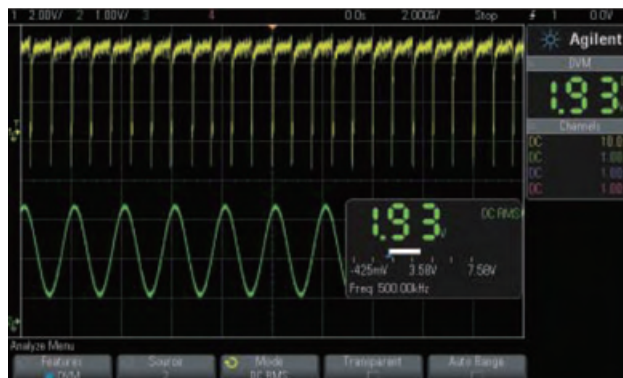 1 2.00V/ 2 1.00V/ 3 4 0.0s 2.000%/ Stop 1 0.0V
Agilent
DVM
1.93
Channels
DC 10.0
DC 1.00
DC 1.00
DC 1.00
1.93V DC RMS
-425mV 3.58V 7.58V
Freq 500.00kHz
Analyze Menu
Features Source Mode Transparent Auto Range
DVM 2 DC RMS